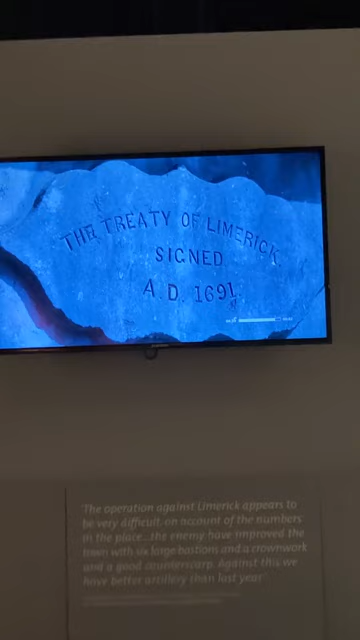 THE TREATY OF LIMERICK
SIGNED
A.D. 1691
'The operation against Limerick appears to
be very difficult, on account of the numbers
in the place...the enemy have improved the
town with six large bastions and a crownwork
and a good counterscarp. Against this we
have better artillery than last year